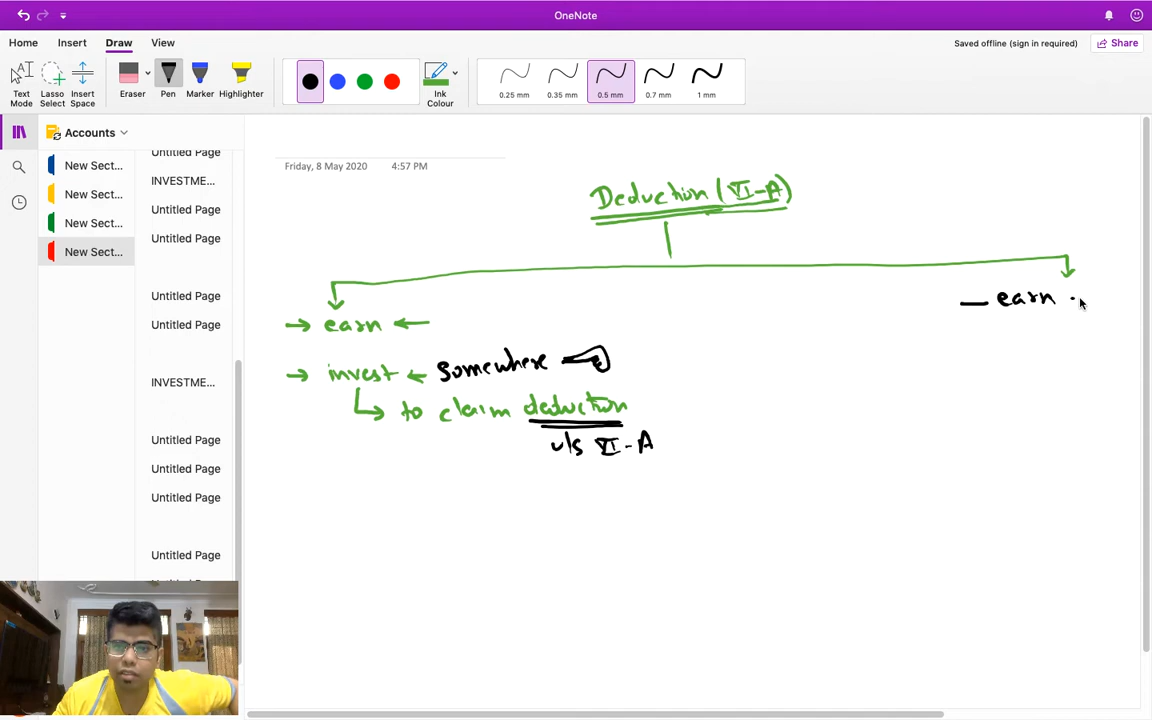 OneNote
Home Insert Draw View
Saved offline (sign in required) Share
Text Mode
Lasso Select
Insert Space
Eraser
Pen
Marker
Highlighter
Ink Colour
0.25 mm 0.35 mm 0.5 mm 0.7 mm 1 mm
Accounts
New Sect...
New Sect...
New Sect...
New Sect...
Untitled Page
INVESTME...
Untitled Page
Untitled Page
Untitled Page
Untitled Page
INVESTME...
Untitled Page
Untitled Page
Untitled Page
Untitled Page
Friday, 8 May 2020 4:57 PM
Deduction (VI-A)
→ earn ←
— earn
→ invest ← somewhere
↳ to claim deduction
u/s VI-A